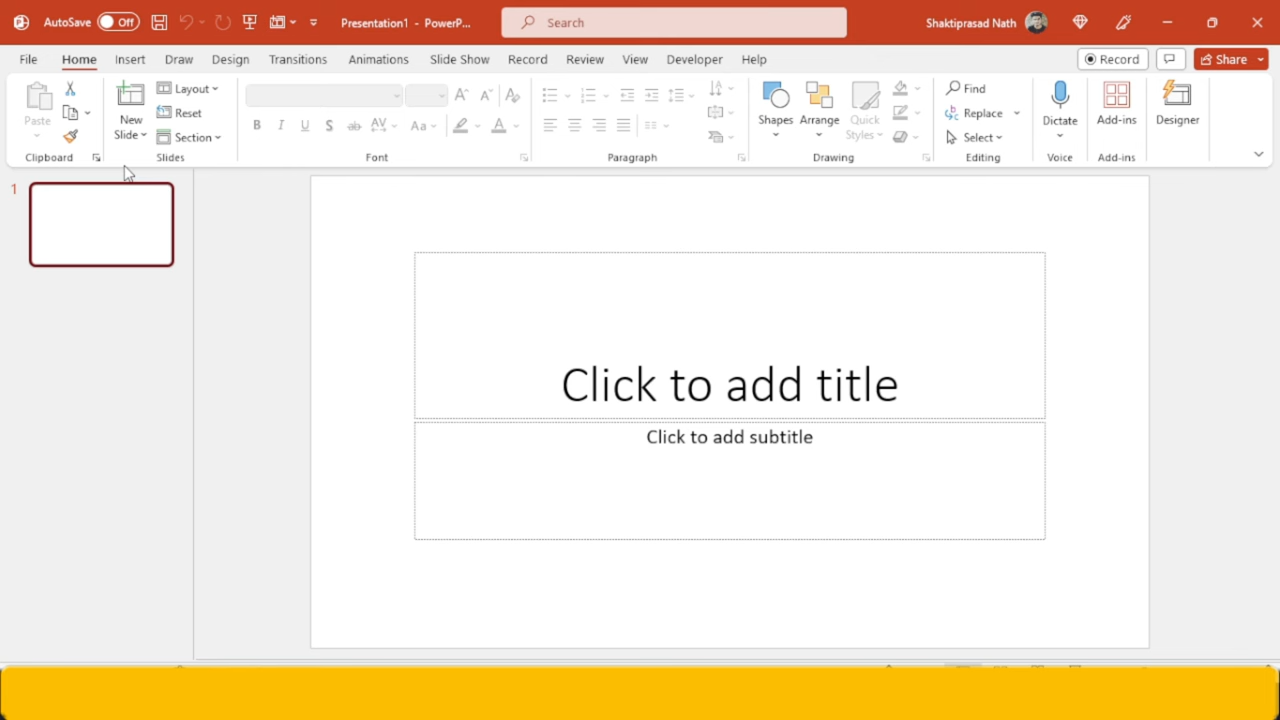 AutoSave Off Presentation1 - PowerP... Search Shaktiprasad Nath
File Home Insert Draw Design Transitions Animations Slide Show Record Review View Developer Help Record Share
Paste
Clipboard
New
Slide
Layout
Reset
Section
Slides
B I U S ab AV Aa A
Font
Paragraph
Shapes
Arrange
Quick
Styles
Drawing
Find
Replace
Select
Editing
Dictate
Voice
Add-ins
Add-ins
Designer
1
Click to add title
Click to add subtitle